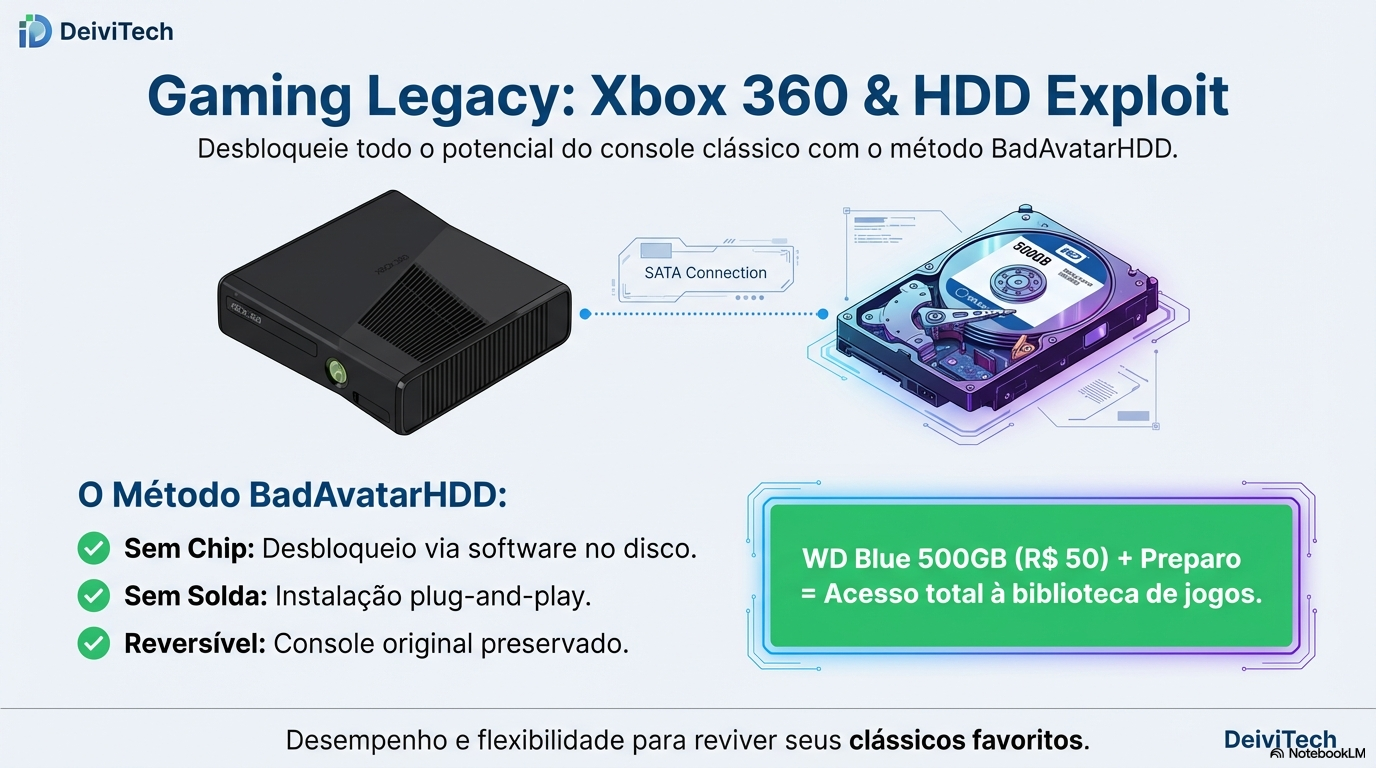 DeiviTech
Gaming Legacy: Xbox 360 & HDD Exploit
Desbloqueie todo o potencial do console clássico com o método BadAvatarHDD.
SATA Connection
500GB
O Método BadAvatarHDD:
Sem Chip: Desbloqueio via software no disco.
Sem Solda: Instalação plug-and-play.
Reversível: Console original preservado.
WD Blue 500GB (R$ 50) + Preparo
= Acesso total à biblioteca de jogos.
Desempenho e flexibilidade para reviver seus clássicos favoritos.
DeiviTech
NotebookLM